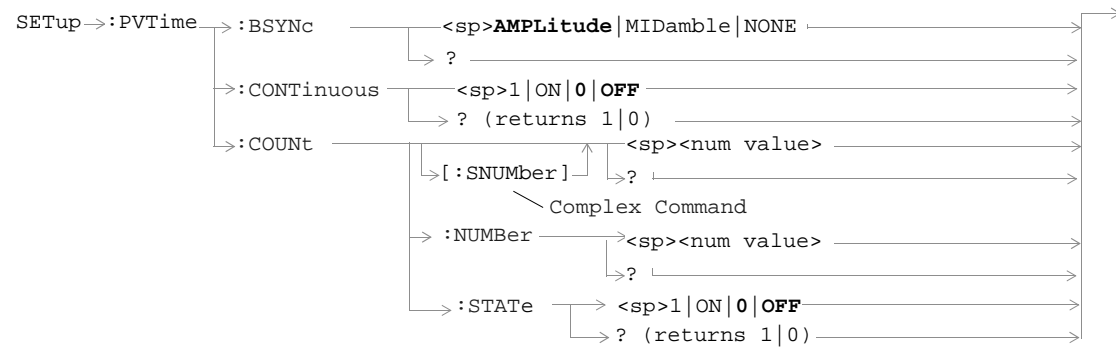 SETup :PVTime :BSYNc <sp>AMPLitude|MIDamble|NONE
?
:CONTinuous <sp>1|ON|0|OFF
? (returns 1|0)
:COUNt <sp><num value>
[:SNUMber] ?
Complex Command
:NUMBer <sp><num value>
?
:STATe <sp>1|ON|0|OFF
? (returns 1|0)